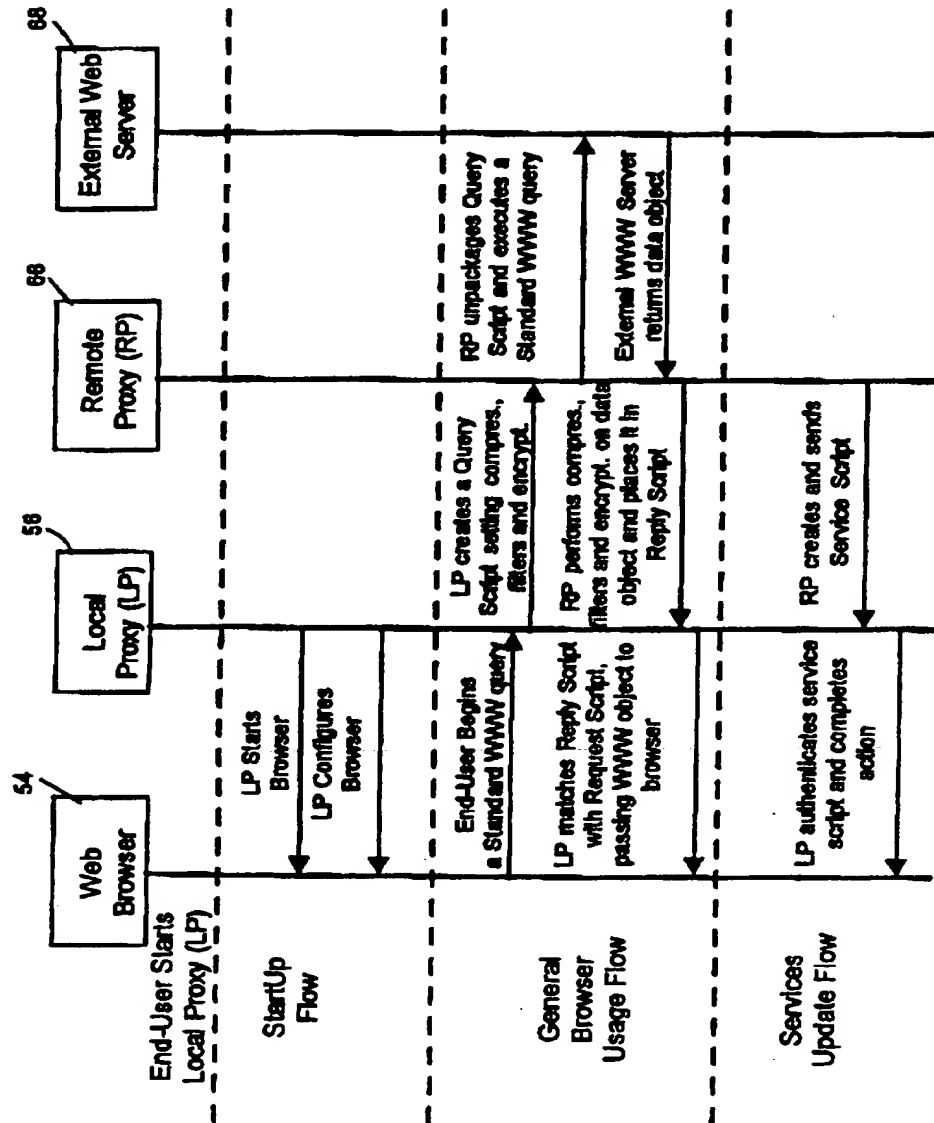 54
56
66
68
Web
Browser
Local
Proxy (LP)
Remote
Proxy (RP)
External Web
Server
End-User Starts
Local Proxy (LP)
StartUp
Flow
LP Starts
Browser
LP Configures
Browser
General
Browser
Usage Flow
End-User Begins
a Standard WWW query
LP creates a Query
Script setting compres.,
filters and encrypt.
RP unpackages Query
Script and executes a
Standard WWW query
External WWW Server
returns data object
RP performs compres.,
filters and encrypt. on data
object and places it in
Reply Script
LP matches Reply Script
with Request Script,
passing WWW object to
browser
Services
Update Flow
RP creates and sends
Service Script
LP authenticates service
script and completes
action